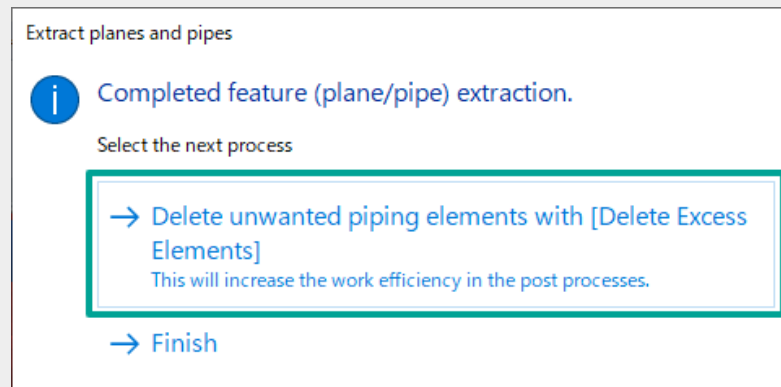 Extract planes and pipes
Completed feature (plane/pipe) extraction.
Select the next process
Delete unwanted piping elements with [Delete Excess
Elements]
This will increase the work efficiency in the post processes.
Finish